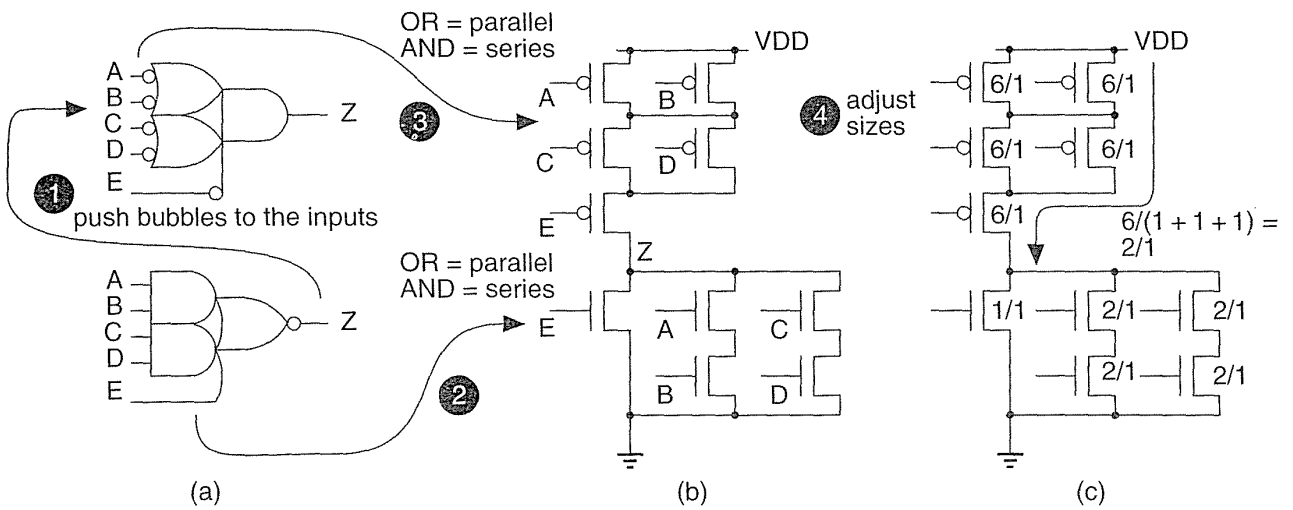 OR = parallel
AND = series
A
B
C
D
E
Z
1
push bubbles to the inputs
3
A
B
C
D
E
Z
OR = parallel
AND = series
2
VDD
A
B
C
D
E
Z
E
A
B
C
D
4 adjust
sizes
VDD
6/1
6/1
6/1
6/1
6/1
6/(1 + 1 + 1) =
2/1
1/1
2/1
2/1
2/1
2/1
(a)
(b)
(c)